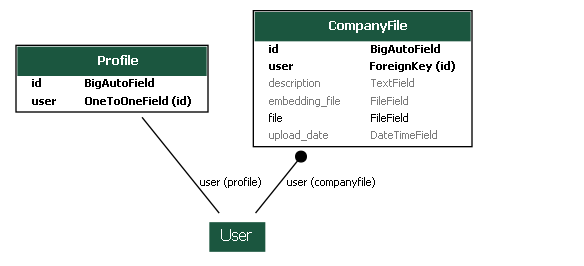 Profile
id BigAutoField
user OneToOneField (id)
CompanyFile
id BigAutoField
user ForeignKey (id)
description TextField
embedding_file FileField
file FileField
upload_date DateTimeField
user (profile)
user (companyfile)
User